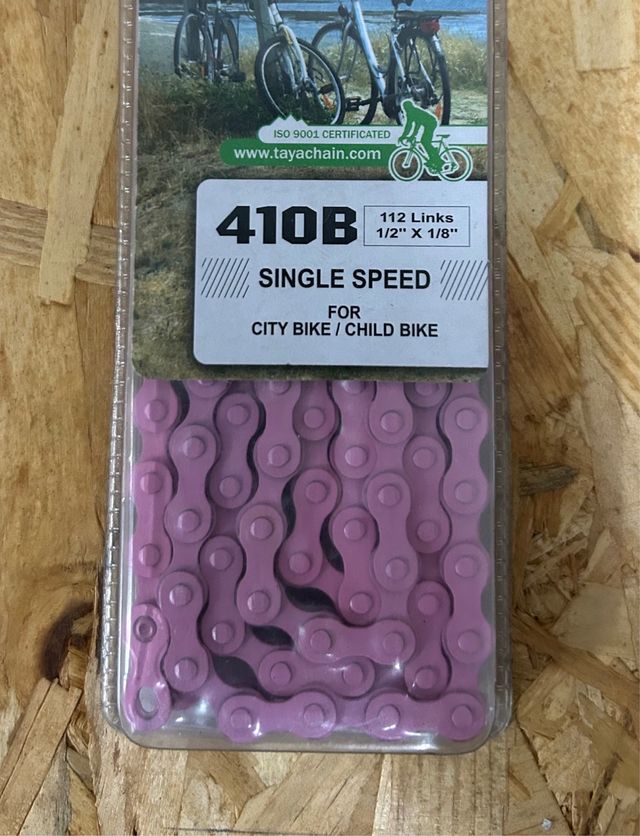 ISO 9001 CERTIFICATED
www.tayachain.com
410B
112 Links
1/2" X 1/8"
SINGLE SPEED
FOR
CITY BIKE / CHILD BIKE